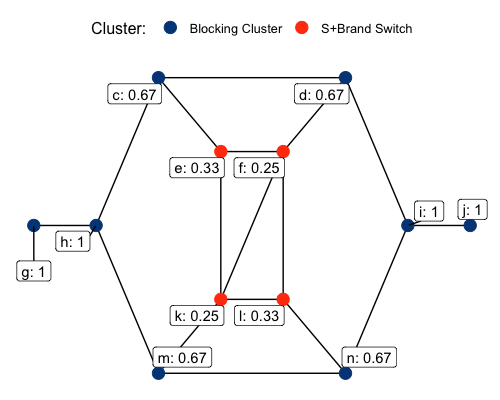 Cluster: Blocking Cluster S+Brand Switch
c: 0.67 d: 0.67
e: 0.33 f: 0.25
i: 1 j: 1
h: 1
g: 1
k: 0.25 l: 0.33
m: 0.67 n: 0.67